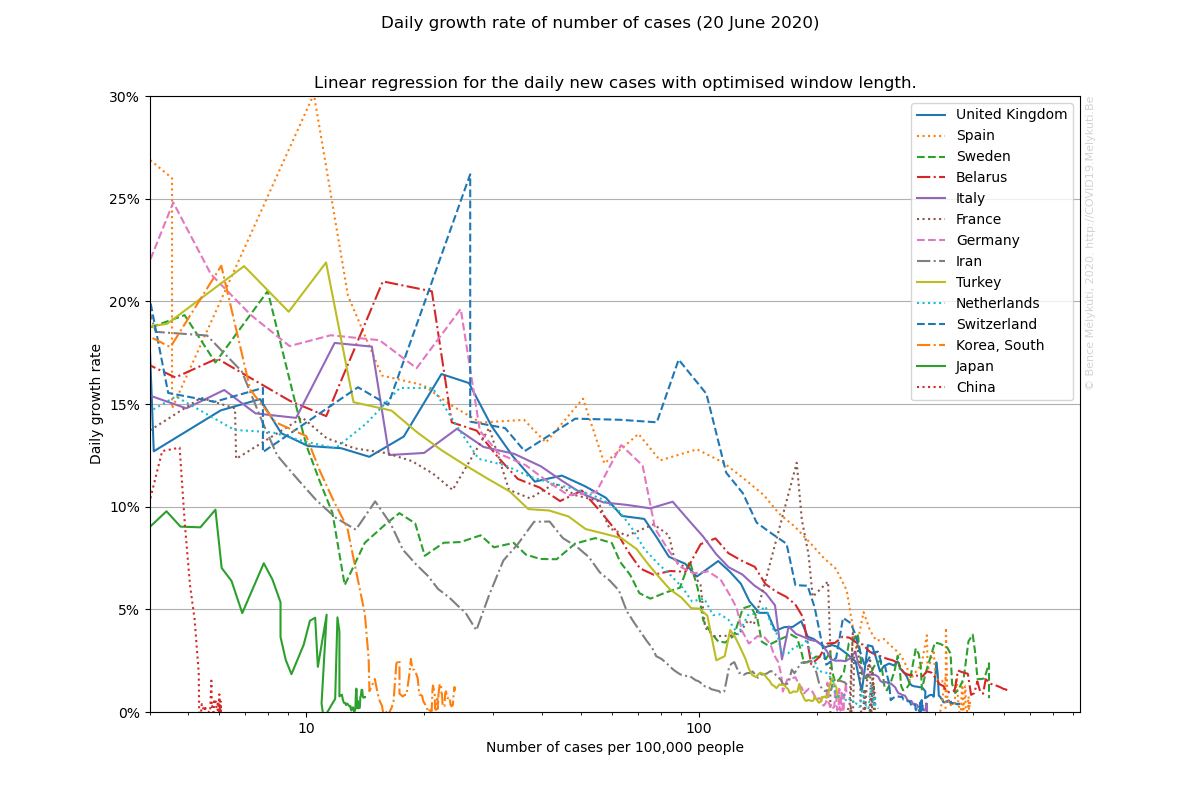 Daily growth rate of number of cases (20 June 2020)
Linear regression for the daily new cases with optimised window length.
30%
25%
20%
15%
10%
5%
0%
Daily growth rate
10
100
Number of cases per 100,000 people
United Kingdom
Spain
Sweden
Belarus
Italy
France
Germany
Iran
Turkey
Netherlands
Switzerland
Korea, South
Japan
China
© Bence Mélykúti, 2020. http://COVID19.Melykuti.Be